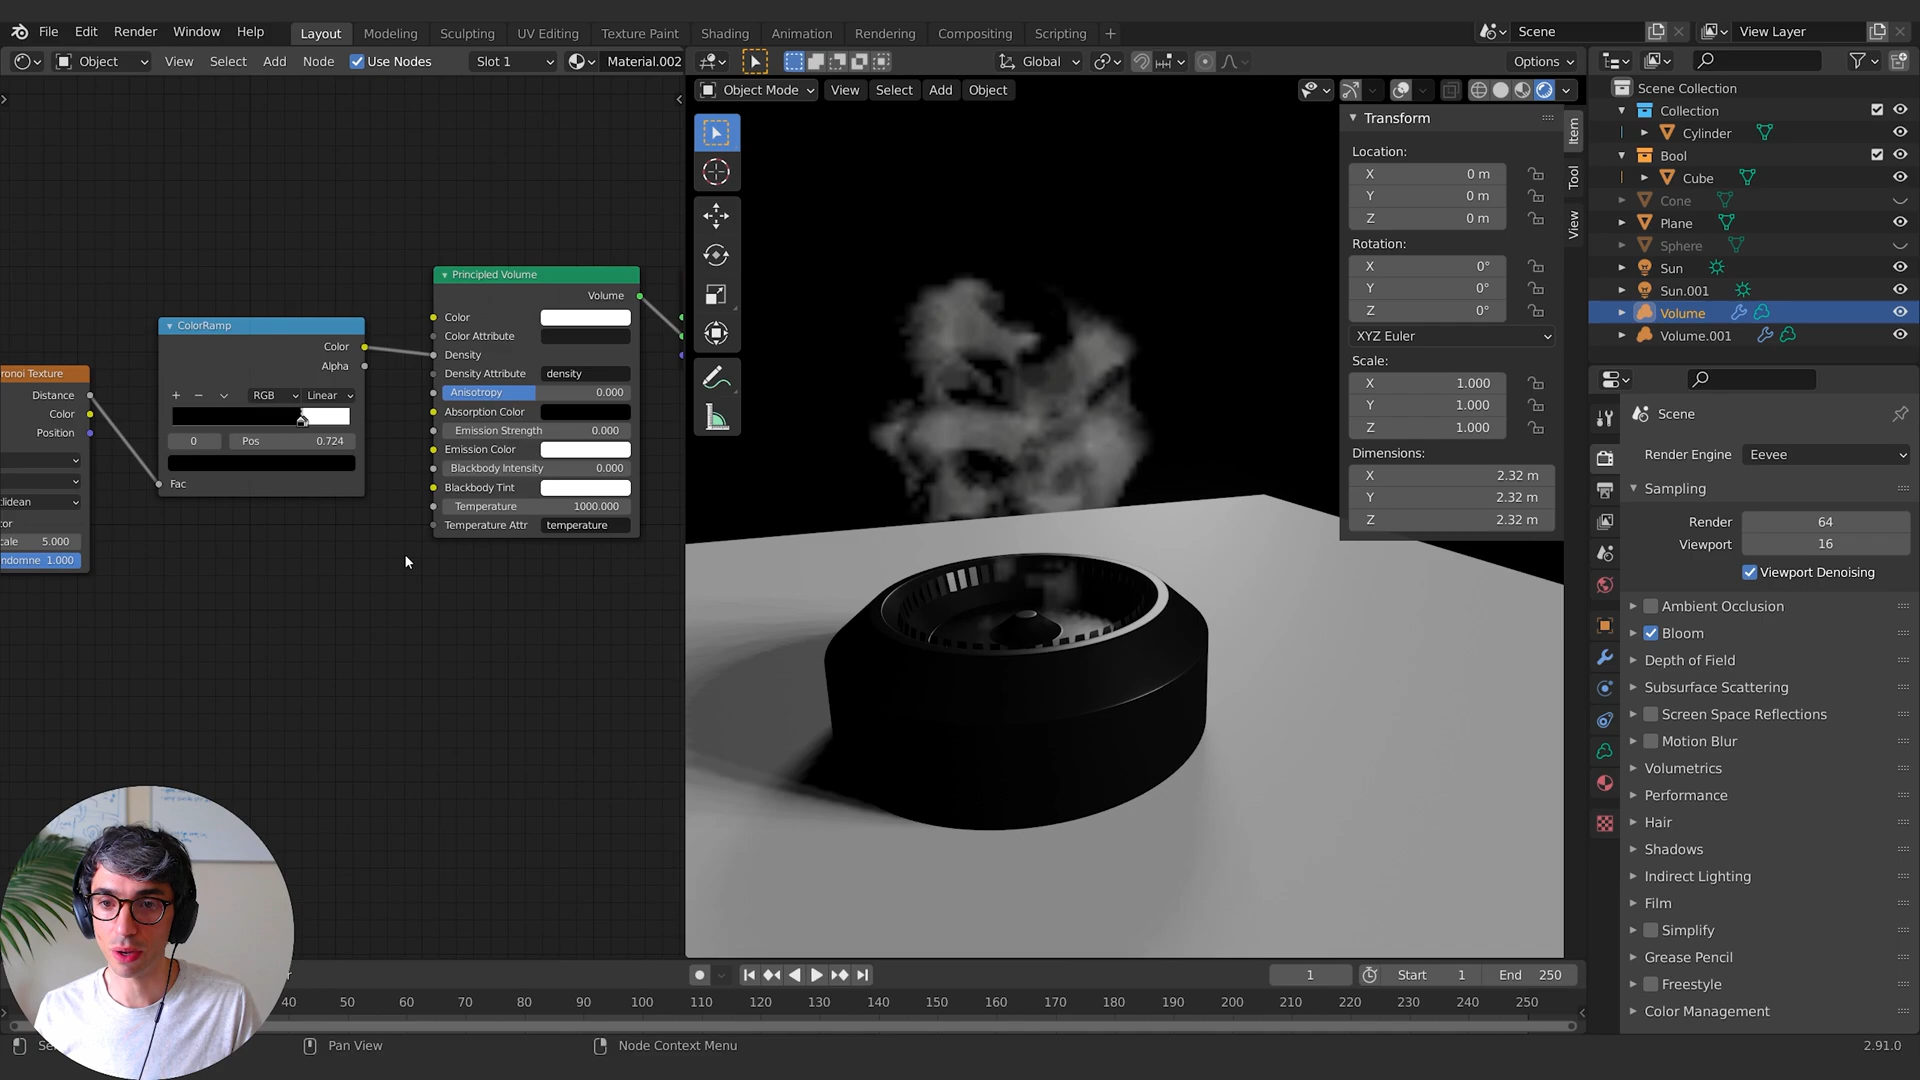 File Edit Render Window Help Layout Modeling Sculpting UV Editing Texture Paint Shading Animation Rendering Compositing Scripting + Scene View Layer
Object View Select Add Node Use Nodes Slot 1 Material.002 Global Options
Object Mode View Select Add Object
Transform
Location:
X 0 m
Y 0 m
Z 0 m
Rotation:
X 0°
Y 0°
Z 0°
XYZ Euler
Scale:
X 1.000
Y 1.000
Z 1.000
Dimensions:
X 2.32 m
Y 2.32 m
Z 2.32 m
Item
Tool
View
Scene Collection
Collection
Cylinder
Bool
Cube
Cone
Plane
Sphere
Sun
Sun.001
Volume
Volume.001
Scene
Render Engine Eevee
Sampling
Render 64
Viewport 16
Viewport Denoising
Ambient Occlusion
Bloom
Depth of Field
Subsurface Scattering
Screen Space Reflections
Motion Blur
Volumetrics
Performance
Hair
Shadows
Indirect Lighting
Film
Simplify
Grease Pencil
Freestyle
Color Management
ronoi Texture
Distance
Color
Position
lidean
or
cale 5.000
ndomne 1.000
ColorRamp
Color
Alpha
+ − RGB Linear
0 Pos 0.724
Fac
Principled Volume
Volume
Color
Color Attribute
Density
Density Attribute density
Anisotropy 0.000
Absorption Color
Emission Strength 0.000
Emission Color
Blackbody Intensity 0.000
Blackbody Tint
Temperature 1000.000
Temperature Attr temperature
r 1 Start 1 End 250
40 50 60 70 80 90 100 110 120 130 140 150 160 170 180 190 200 210 220 230 240 250
Se Pan View Node Context Menu 2.91.0